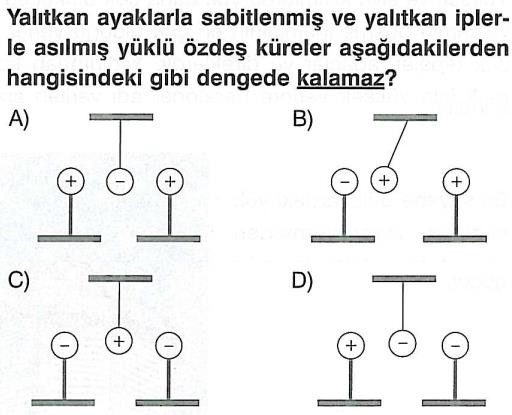 Yalıtkan ayaklarla sabitlenmiş ve yalıtkan ipler-
le asılmış yüklü özdeş küreler aşağıdakilerden
hangisindeki gibi dengede kalamaz?
A) B)
+ - + - + +
C) D)
- + - + - -